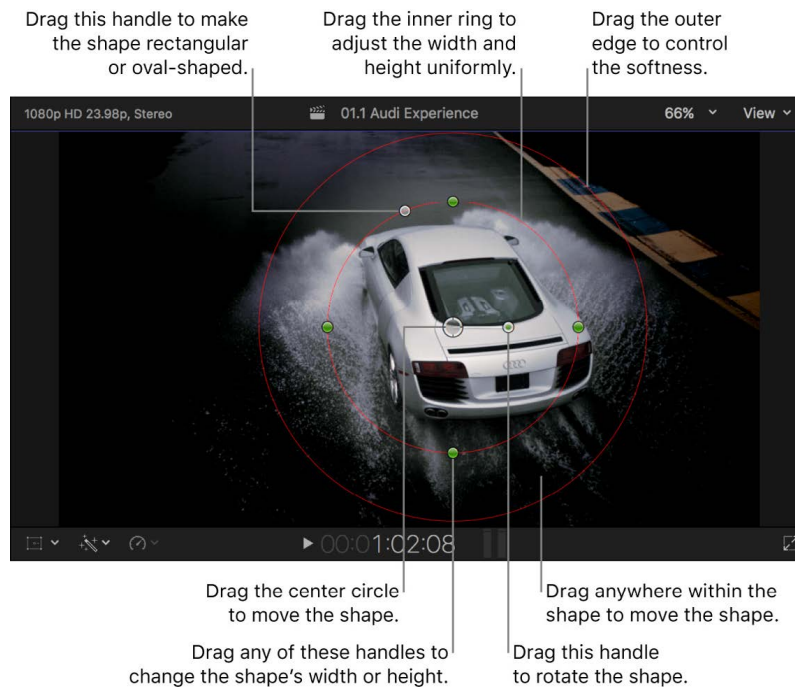 Drag this handle to make
the shape rectangular
or oval-shaped.
Drag the inner ring to
adjust the width and
height uniformly.
Drag the outer
edge to control
the softness.
1080p HD 23.98p, Stereo
01.1 Audi Experience
66%
View
00:01:02:08
Drag the center circle
to move the shape.
Drag anywhere within the
shape to move the shape.
Drag any of these handles to
change the shape’s width or height.
Drag this handle
to rotate the shape.